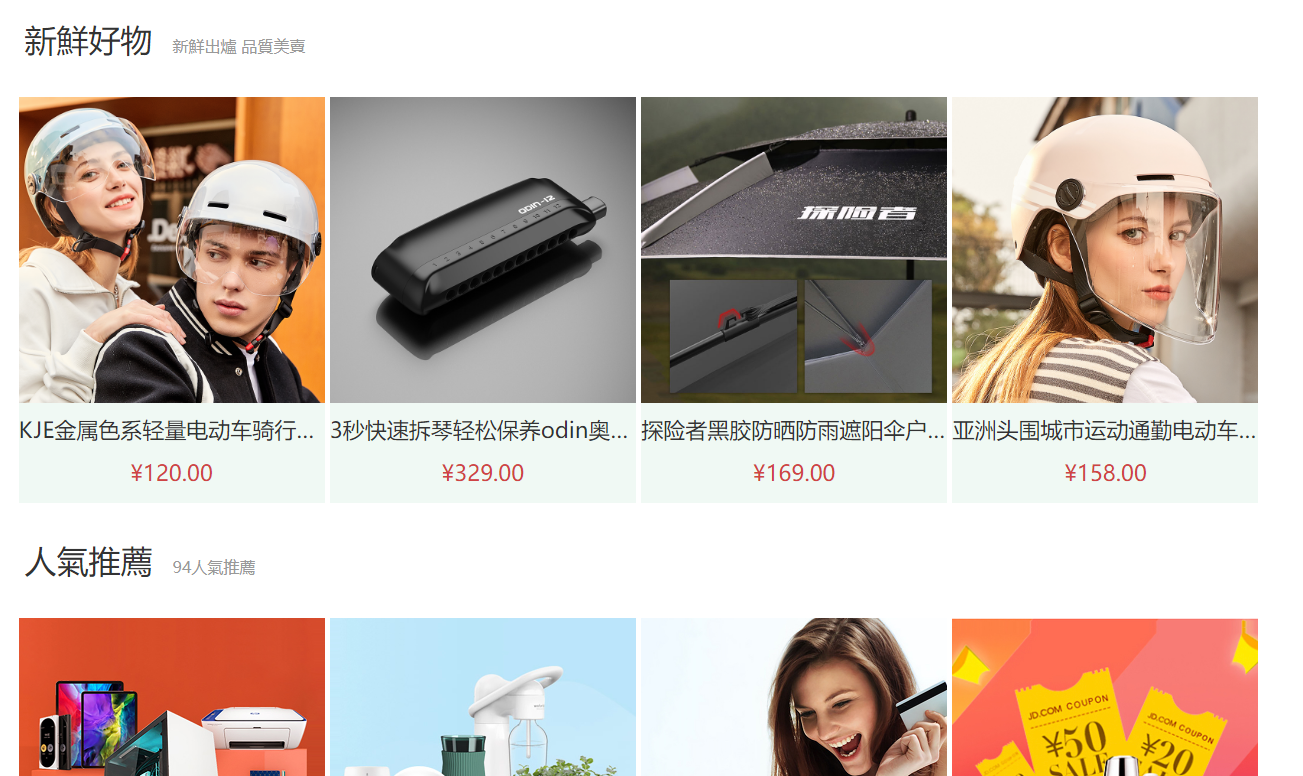 新鮮好物 新鮮出爐 品質美賣
ODIN-12
探险者
KJE金属色系轻量电动车骑行...
3秒快速拆琴轻松保养odin奥...
探险者黑胶防晒防雨遮阳伞户...
亚洲头围城市运动通勤电动车...
¥120.00
¥329.00
¥169.00
¥158.00
人氣推薦 94人氣推薦
JD.COM COUPON
¥50
SALE
JD.COM COUPON
¥20